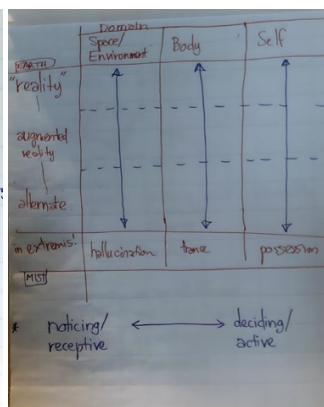 Domain
Space/ Environment Body Self
EARTH
"reality"
augmented reality
alternate
'in extremis' hallucination trance possession
MIST
* noticing/ receptive deciding/ active